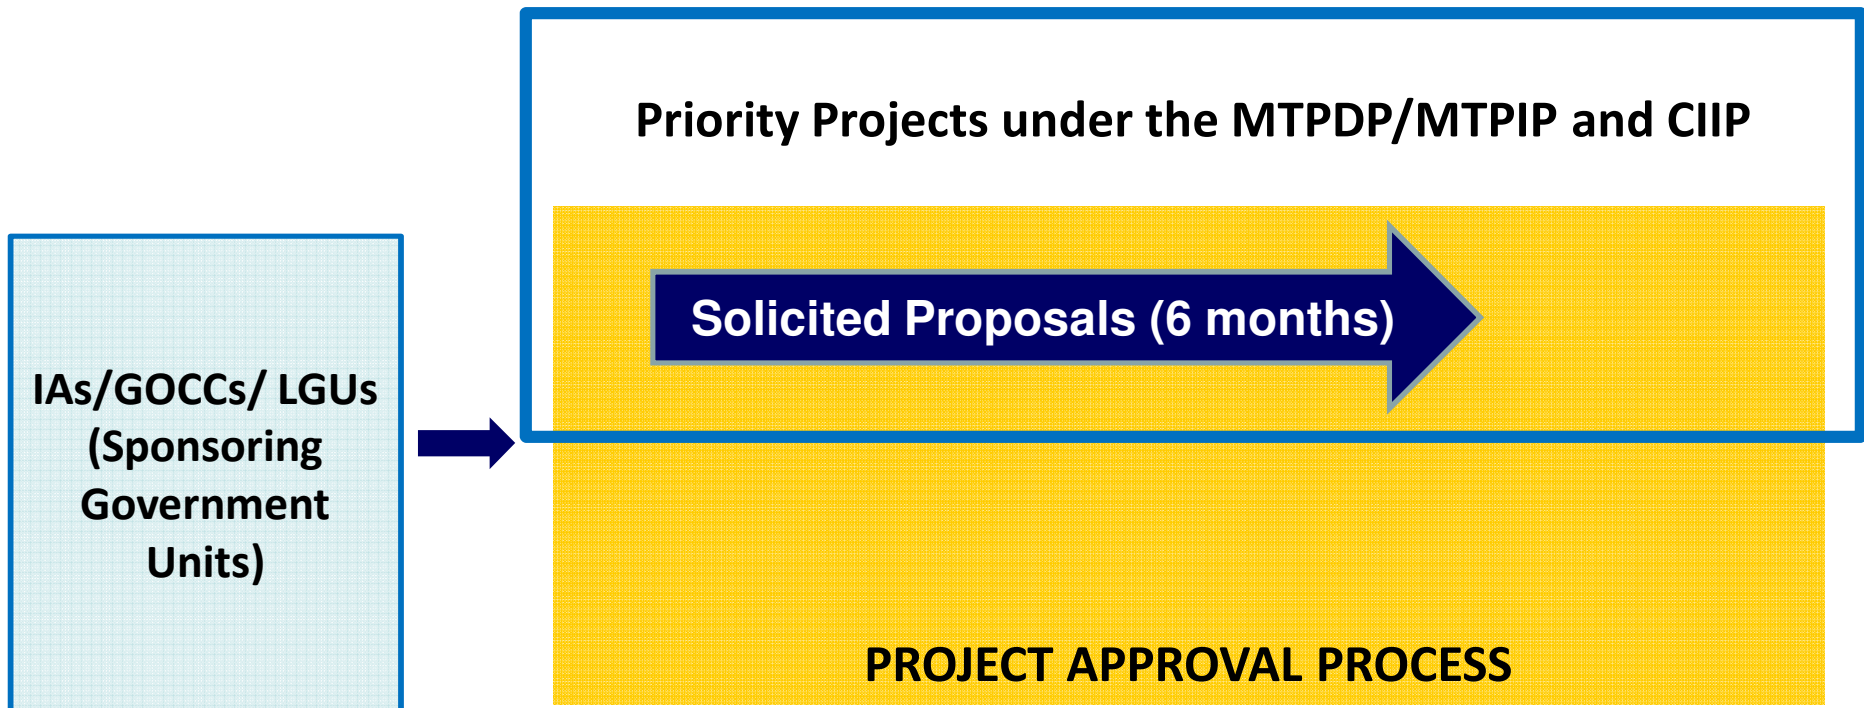 Priority Projects under the MTPDP/MTPIP and CIIP
Solicited Proposals (6 months)
IAs/GOCCs/ LGUs
(Sponsoring
Government
Units)
PROJECT APPROVAL PROCESS